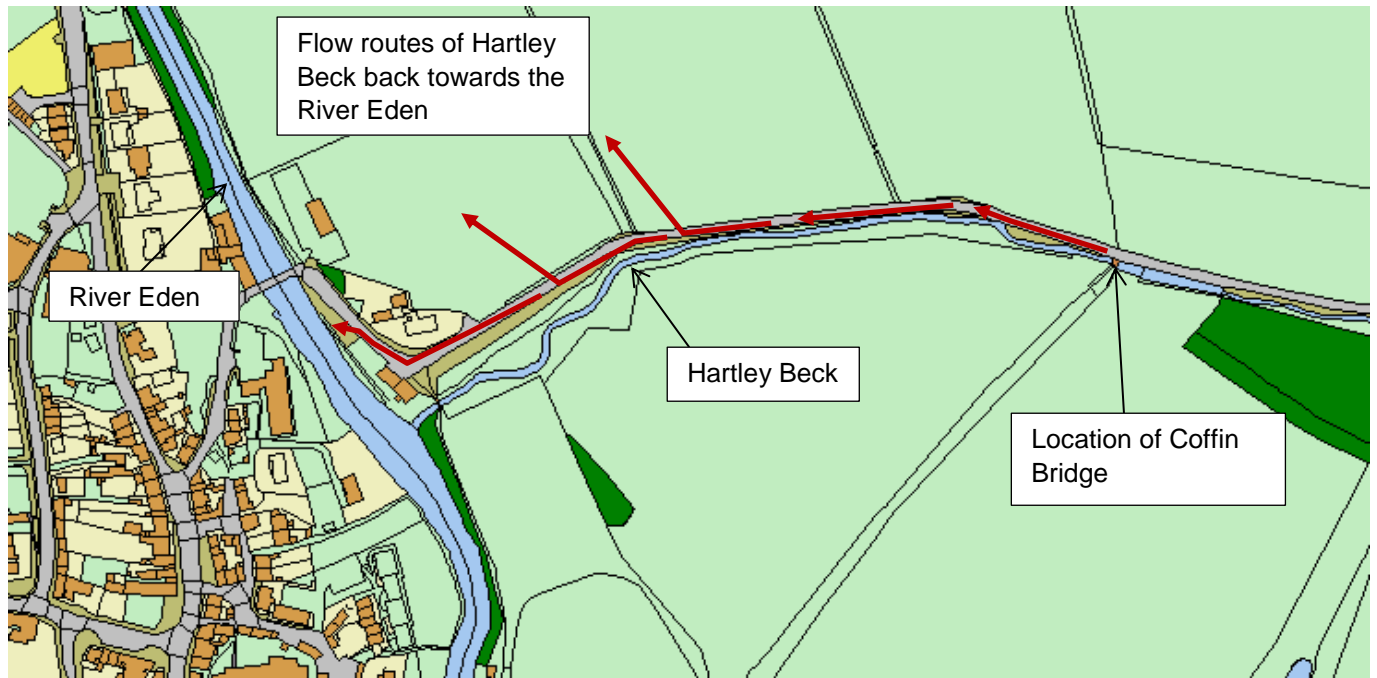 Flow routes of Hartley
Beck back towards the
River Eden
River Eden
Hartley Beck
Location of Coffin
Bridge